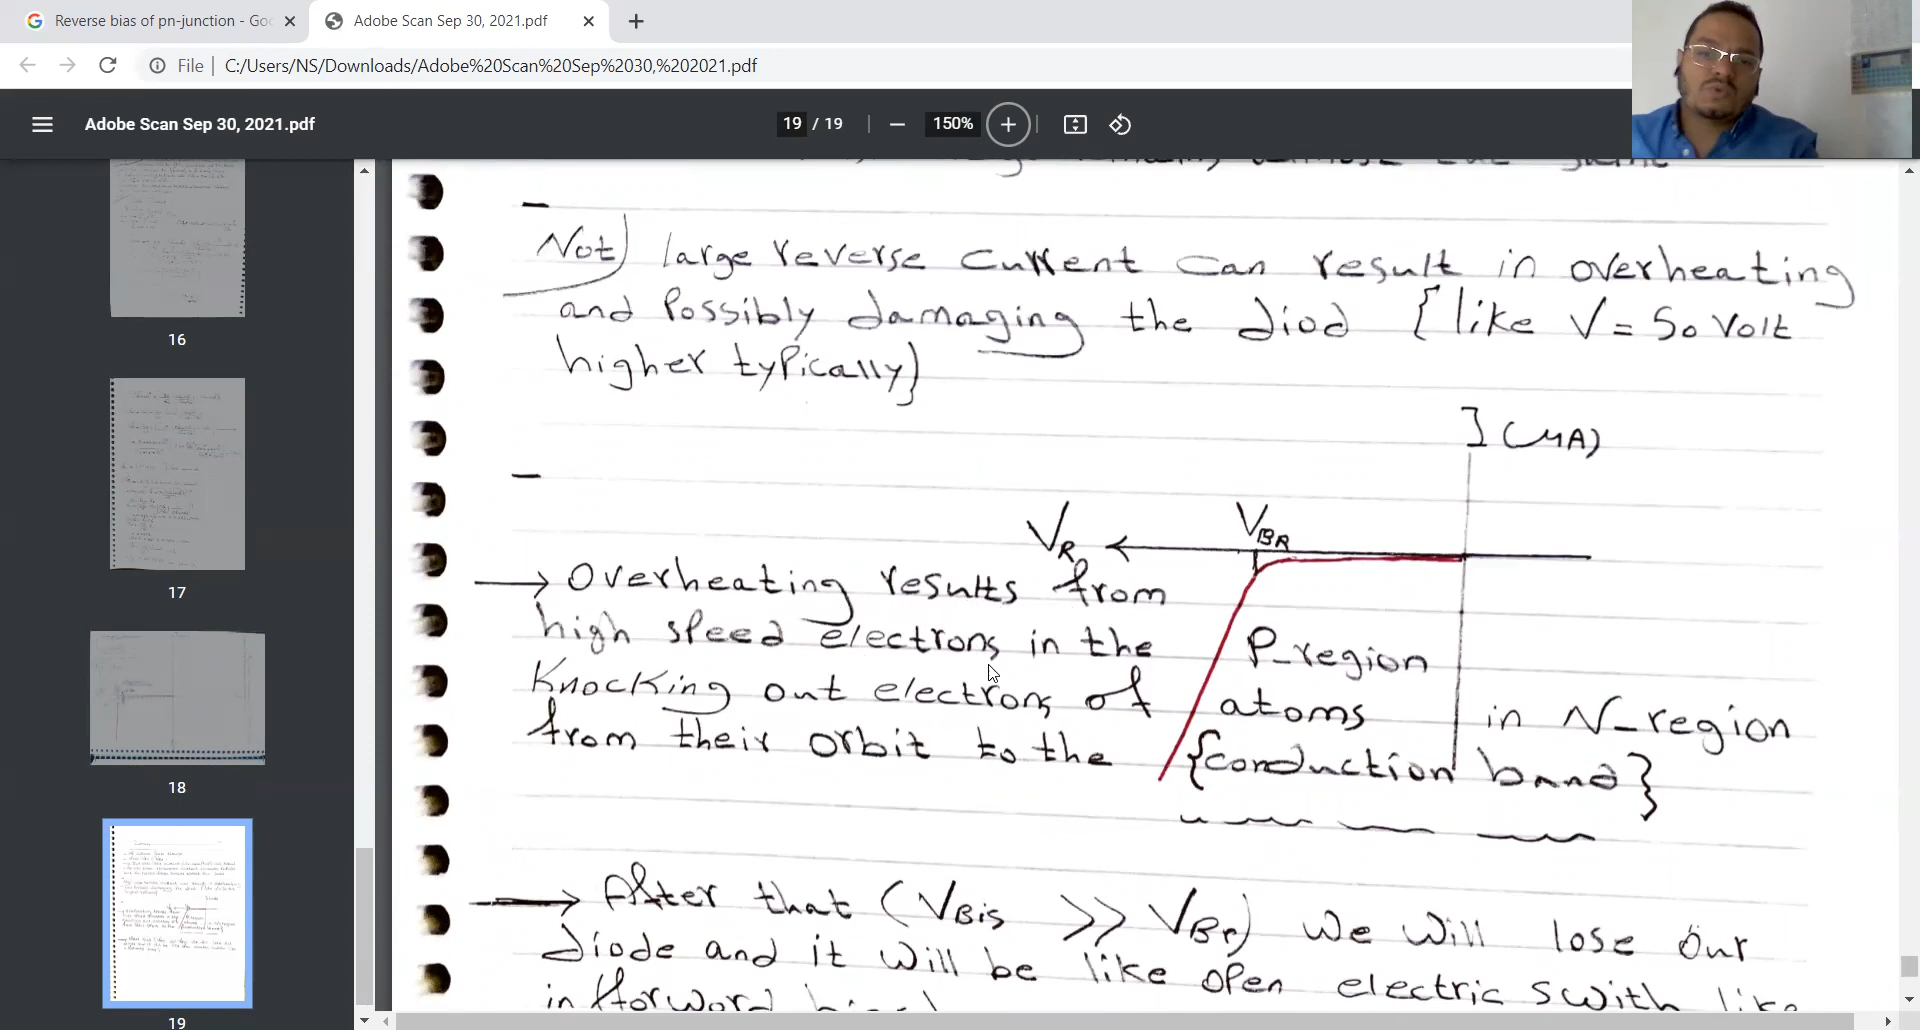 Reverse bias of pn-junction - Goo
Adobe Scan Sep 30, 2021.pdf
File
C:/Users/NS/Downloads/Adobe%20Scan%20Sep%2030,%202021.pdf
Adobe Scan Sep 30, 2021.pdf
19 / 19
150%
16
17
18
19
Not) large reverse current can result in overheating
and Possibly damaging the diod {like V = 50 Volt
higher typically}
I (MA)
VR
VBR
Overheating results from
high speed electrons in the P_region
Knocking out electrons of atoms in N_region
from their orbit to the {conduction band}
After that (VBis >> VBr) we will lose our
diode and it will be like open electric swith like
in